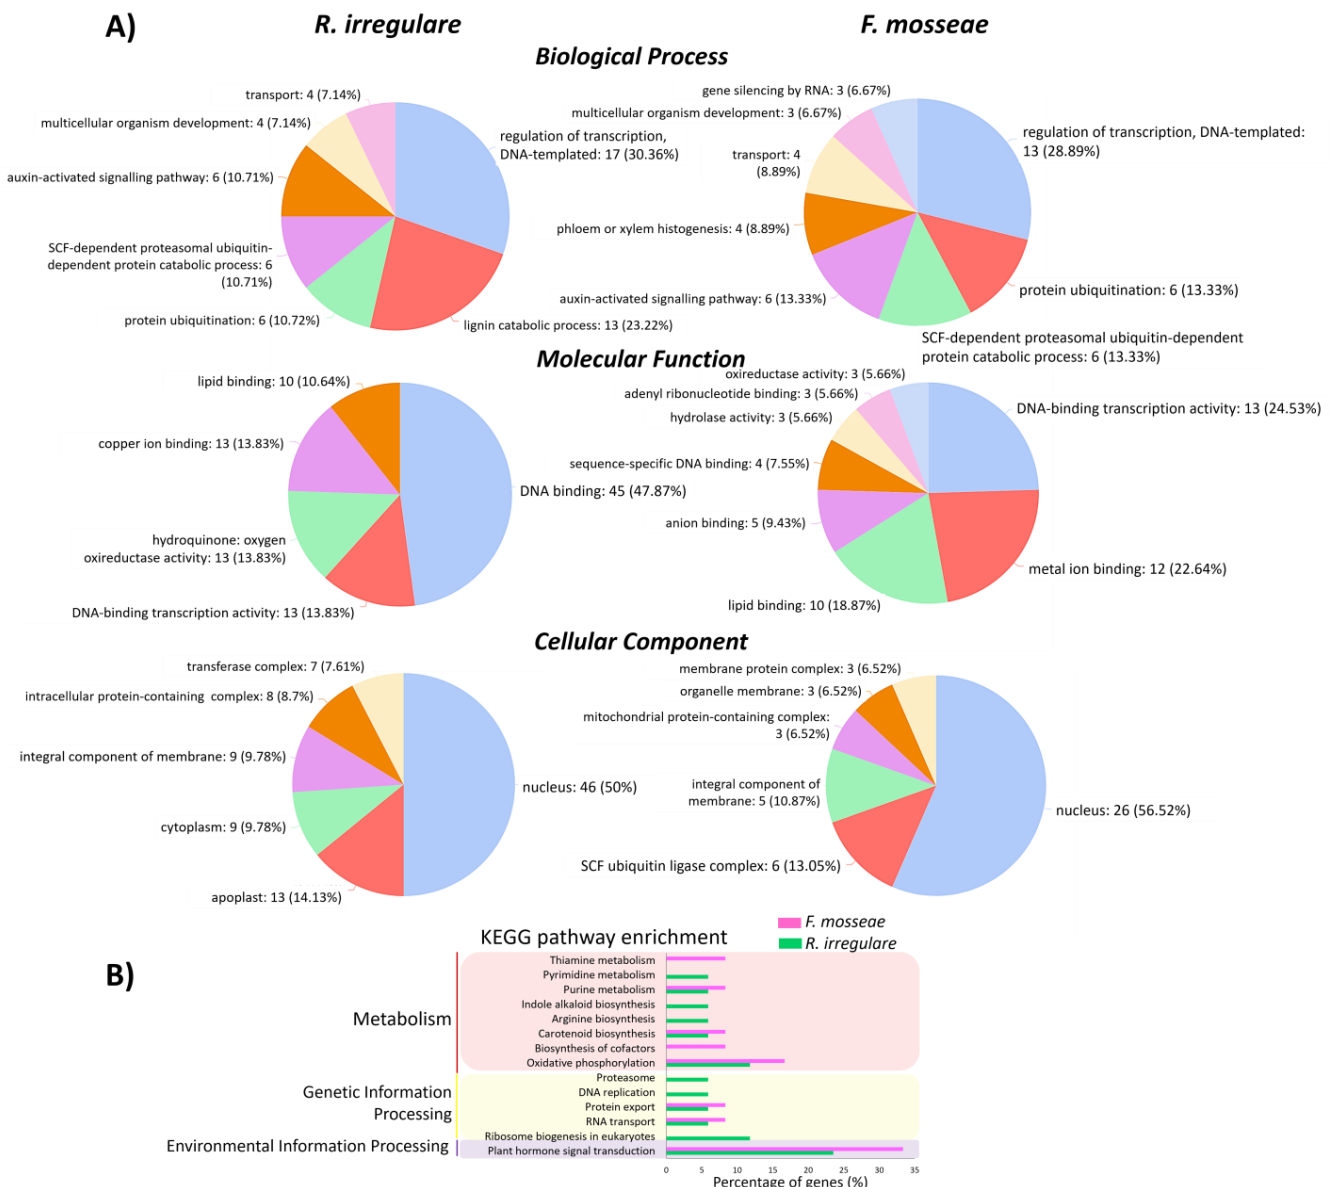 A)
R. irregulare
F. mosseae
Biological Process
transport: 4 (7.14%)
multicellular organism development: 4 (7.14%)
auxin-activated signalling pathway: 6 (10.71%)
SCF-dependent proteasomal ubiquitin-
dependent protein catabolic process: 6
(10.71%)
protein ubiquitination: 6 (10.72%)
lignin catabolic process: 13 (23.22%)
regulation of transcription,
DNA-templated: 17 (30.36%)
gene silencing by RNA: 3 (6.67%)
multicellular organism development: 3 (6.67%)
transport: 4
(8.89%)
phloem or xylem histogenesis: 4 (8.89%)
auxin-activated signalling pathway: 6 (13.33%)
SCF-dependent proteasomal ubiquitin-dependent
protein catabolic process: 6 (13.33%)
protein ubiquitination: 6 (13.33%)
regulation of transcription, DNA-templated:
13 (28.89%)
Molecular Function
lipid binding: 10 (10.64%)
copper ion binding: 13 (13.83%)
hydroquinone: oxygen
oxireductase activity: 13 (13.83%)
DNA-binding transcription activity: 13 (13.83%)
DNA binding: 45 (47.87%)
oxireductase activity: 3 (5.66%)
adenyl ribonucleotide binding: 3 (5.66%)
hydrolase activity: 3 (5.66%)
sequence-specific DNA binding: 4 (7.55%)
anion binding: 5 (9.43%)
lipid binding: 10 (18.87%)
metal ion binding: 12 (22.64%)
DNA-binding transcription activity: 13 (24.53%)
Cellular Component
transferase complex: 7 (7.61%)
intracellular protein-containing complex: 8 (8.7%)
integral component of membrane: 9 (9.78%)
cytoplasm: 9 (9.78%)
apoplast: 13 (14.13%)
nucleus: 46 (50%)
membrane protein complex: 3 (6.52%)
organelle membrane: 3 (6.52%)
mitochondrial protein-containing complex:
3 (6.52%)
integral component of
membrane: 5 (10.87%)
SCF ubiquitin ligase complex: 6 (13.05%)
nucleus: 26 (56.52%)
B)
KEGG pathway enrichment
F. mosseae
R. irregulare
Metabolism
Thiamine metabolism
Pyrimidine metabolism
Purine metabolism
Indole alkaloid biosynthesis
Arginine biosynthesis
Carotenoid biosynthesis
Biosynthesis of cofactors
Oxidative phosphorylation
Genetic Information
Processing
Proteasome
DNA replication
Protein export
RNA transport
Ribosome biogenesis in eukaryotes
Environmental Information Processing
Plant hormone signal transduction
0 5 10 15 20 25 30 35
Percentage of genes (%)